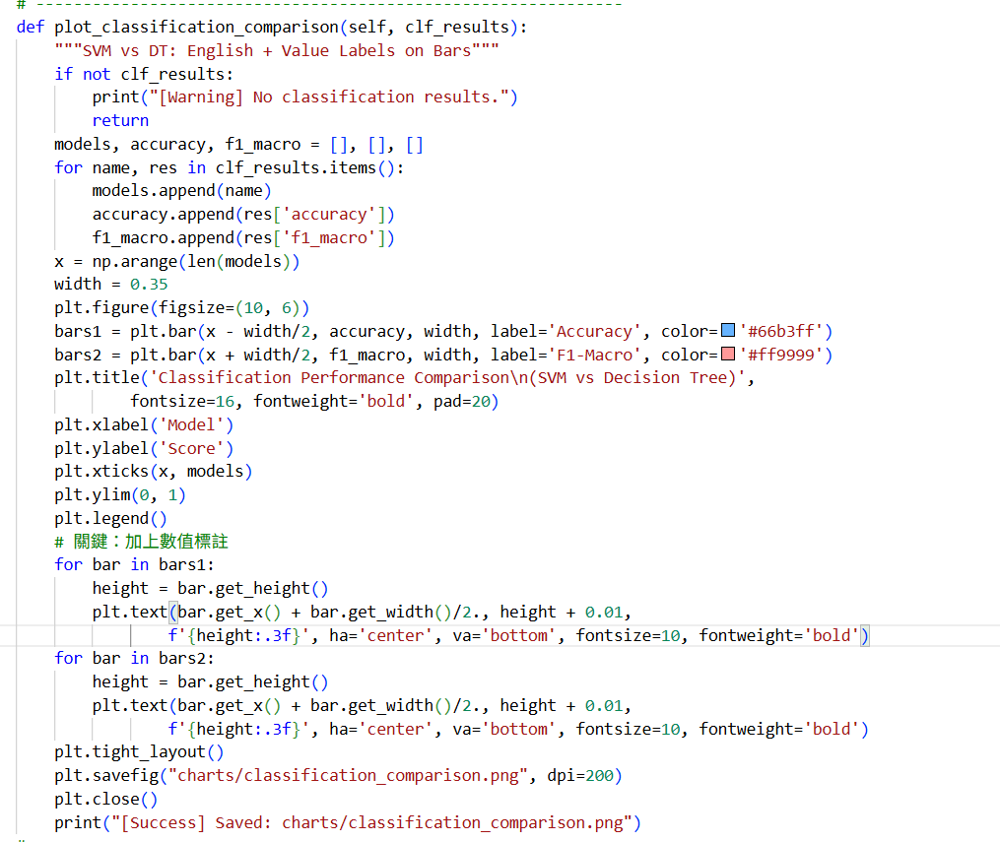 # --------------------------------------------------------------
def plot_classification_comparison(self, clf_results):
    """SVM vs DT: English + Value Labels on Bars"""
    if not clf_results:
        print("[Warning] No classification results.")
        return
    models, accuracy, f1_macro = [], [], []
    for name, res in clf_results.items():
        models.append(name)
        accuracy.append(res['accuracy'])
        f1_macro.append(res['f1_macro'])
    x = np.arange(len(models))
    width = 0.35
    plt.figure(figsize=(10, 6))
    bars1 = plt.bar(x - width/2, accuracy, width, label='Accuracy', color='#66b3ff')
    bars2 = plt.bar(x + width/2, f1_macro, width, label='F1-Macro', color='#ff9999')
    plt.title('Classification Performance Comparison\n(SVM vs Decision Tree)',
            fontsize=16, fontweight='bold', pad=20)
    plt.xlabel('Model')
    plt.ylabel('Score')
    plt.xticks(x, models)
    plt.ylim(0, 1)
    plt.legend()
    # 關鍵：加上數值標註
    for bar in bars1:
        height = bar.get_height()
        plt.text(bar.get_x() + bar.get_width()/2., height + 0.01,
                f'{height:.3f}', ha='center', va='bottom', fontsize=10, fontweight='bold')
    for bar in bars2:
        height = bar.get_height()
        plt.text(bar.get_x() + bar.get_width()/2., height + 0.01,
                f'{height:.3f}', ha='center', va='bottom', fontsize=10, fontweight='bold')
    plt.tight_layout()
    plt.savefig("charts/classification_comparison.png", dpi=200)
    plt.close()
    print("[Success] Saved: charts/classification_comparison.png")